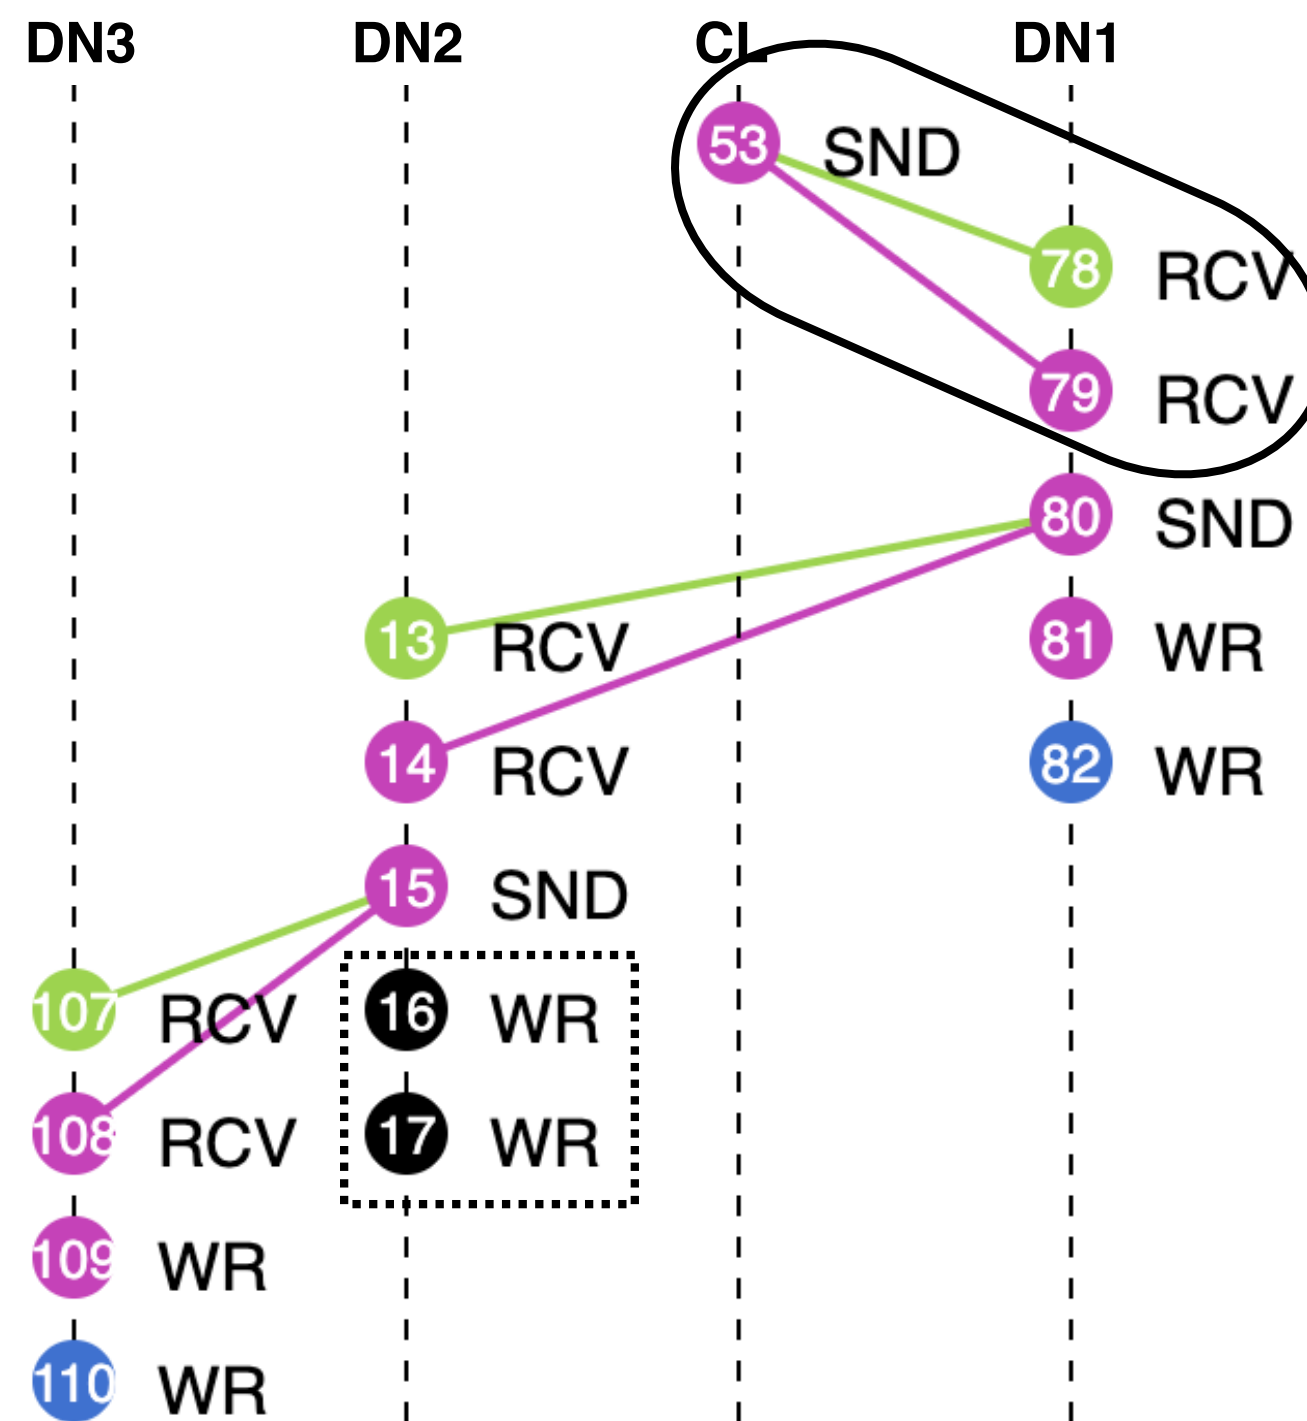 DN3 DN2 CL DN1
53 SND
78 RCV
79 RCV
80 SND
13 RCV 81 WR
14 RCV 82 WR
15 SND
107 RCV 16 WR
108 RCV 17 WR
109 WR
110 WR